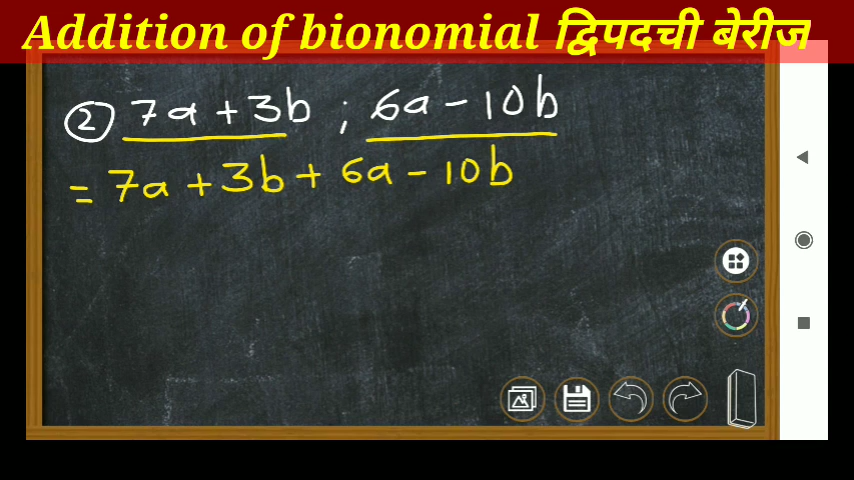 Addition of bionomial द्विपदची बेरीज
② 7a + 3b ; 6a - 10b
= 7a + 3b + 6a - 10b